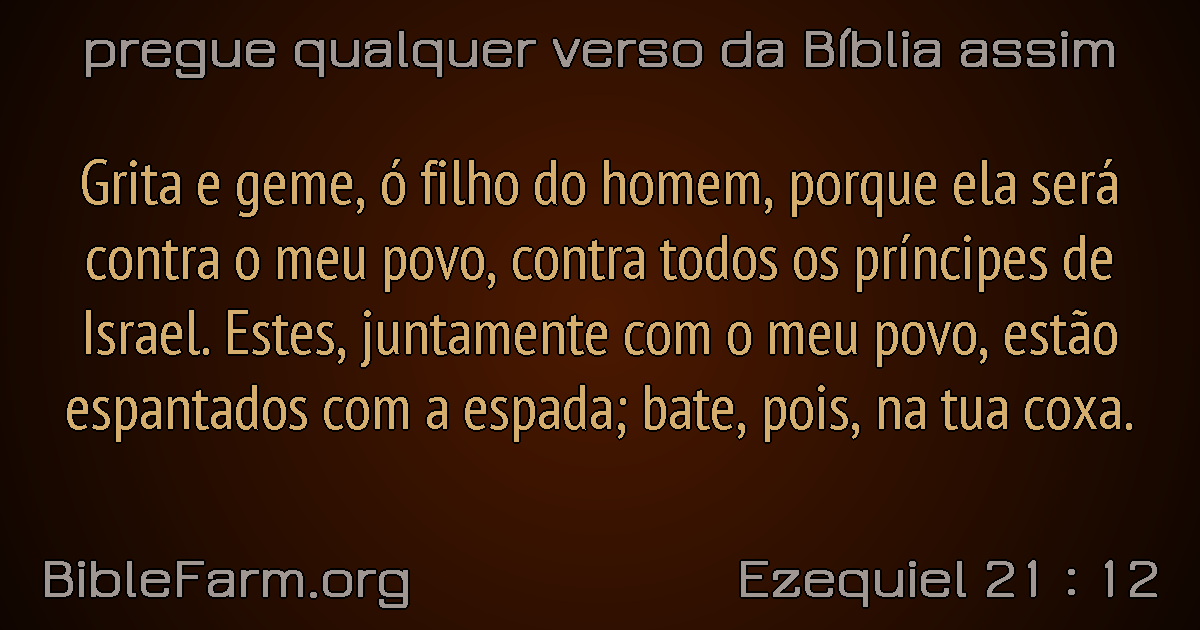 pregue qualquer verso da Bíblia assim
Grita e geme, ó filho do homem, porque ela será
contra o meu povo, contra todos os príncipes de
Israel. Estes, juntamente com o meu povo, estão
espantados com a espada; bate, pois, na tua coxa.
BibleFarm.org
Ezequiel 21 : 12